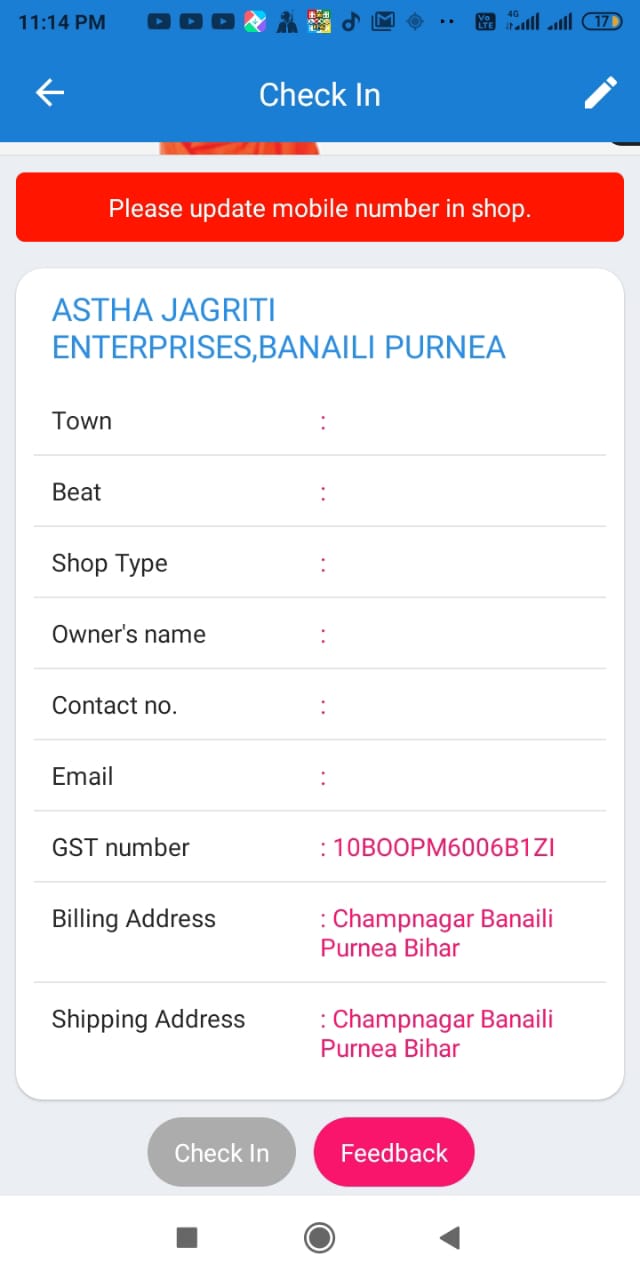 11:14 PM
Vo LTE
4G
17
Check In
Please update mobile number in shop.
ASTHA JAGRITI
ENTERPRISES,BANAILI PURNEA
Town :
Beat :
Shop Type :
Owner's name :
Contact no. :
Email :
GST number : 10BOOPM6006B1ZI
Billing Address : Champnagar Banaili
Purnea Bihar
Shipping Address : Champnagar Banaili
Purnea Bihar
Check In
Feedback